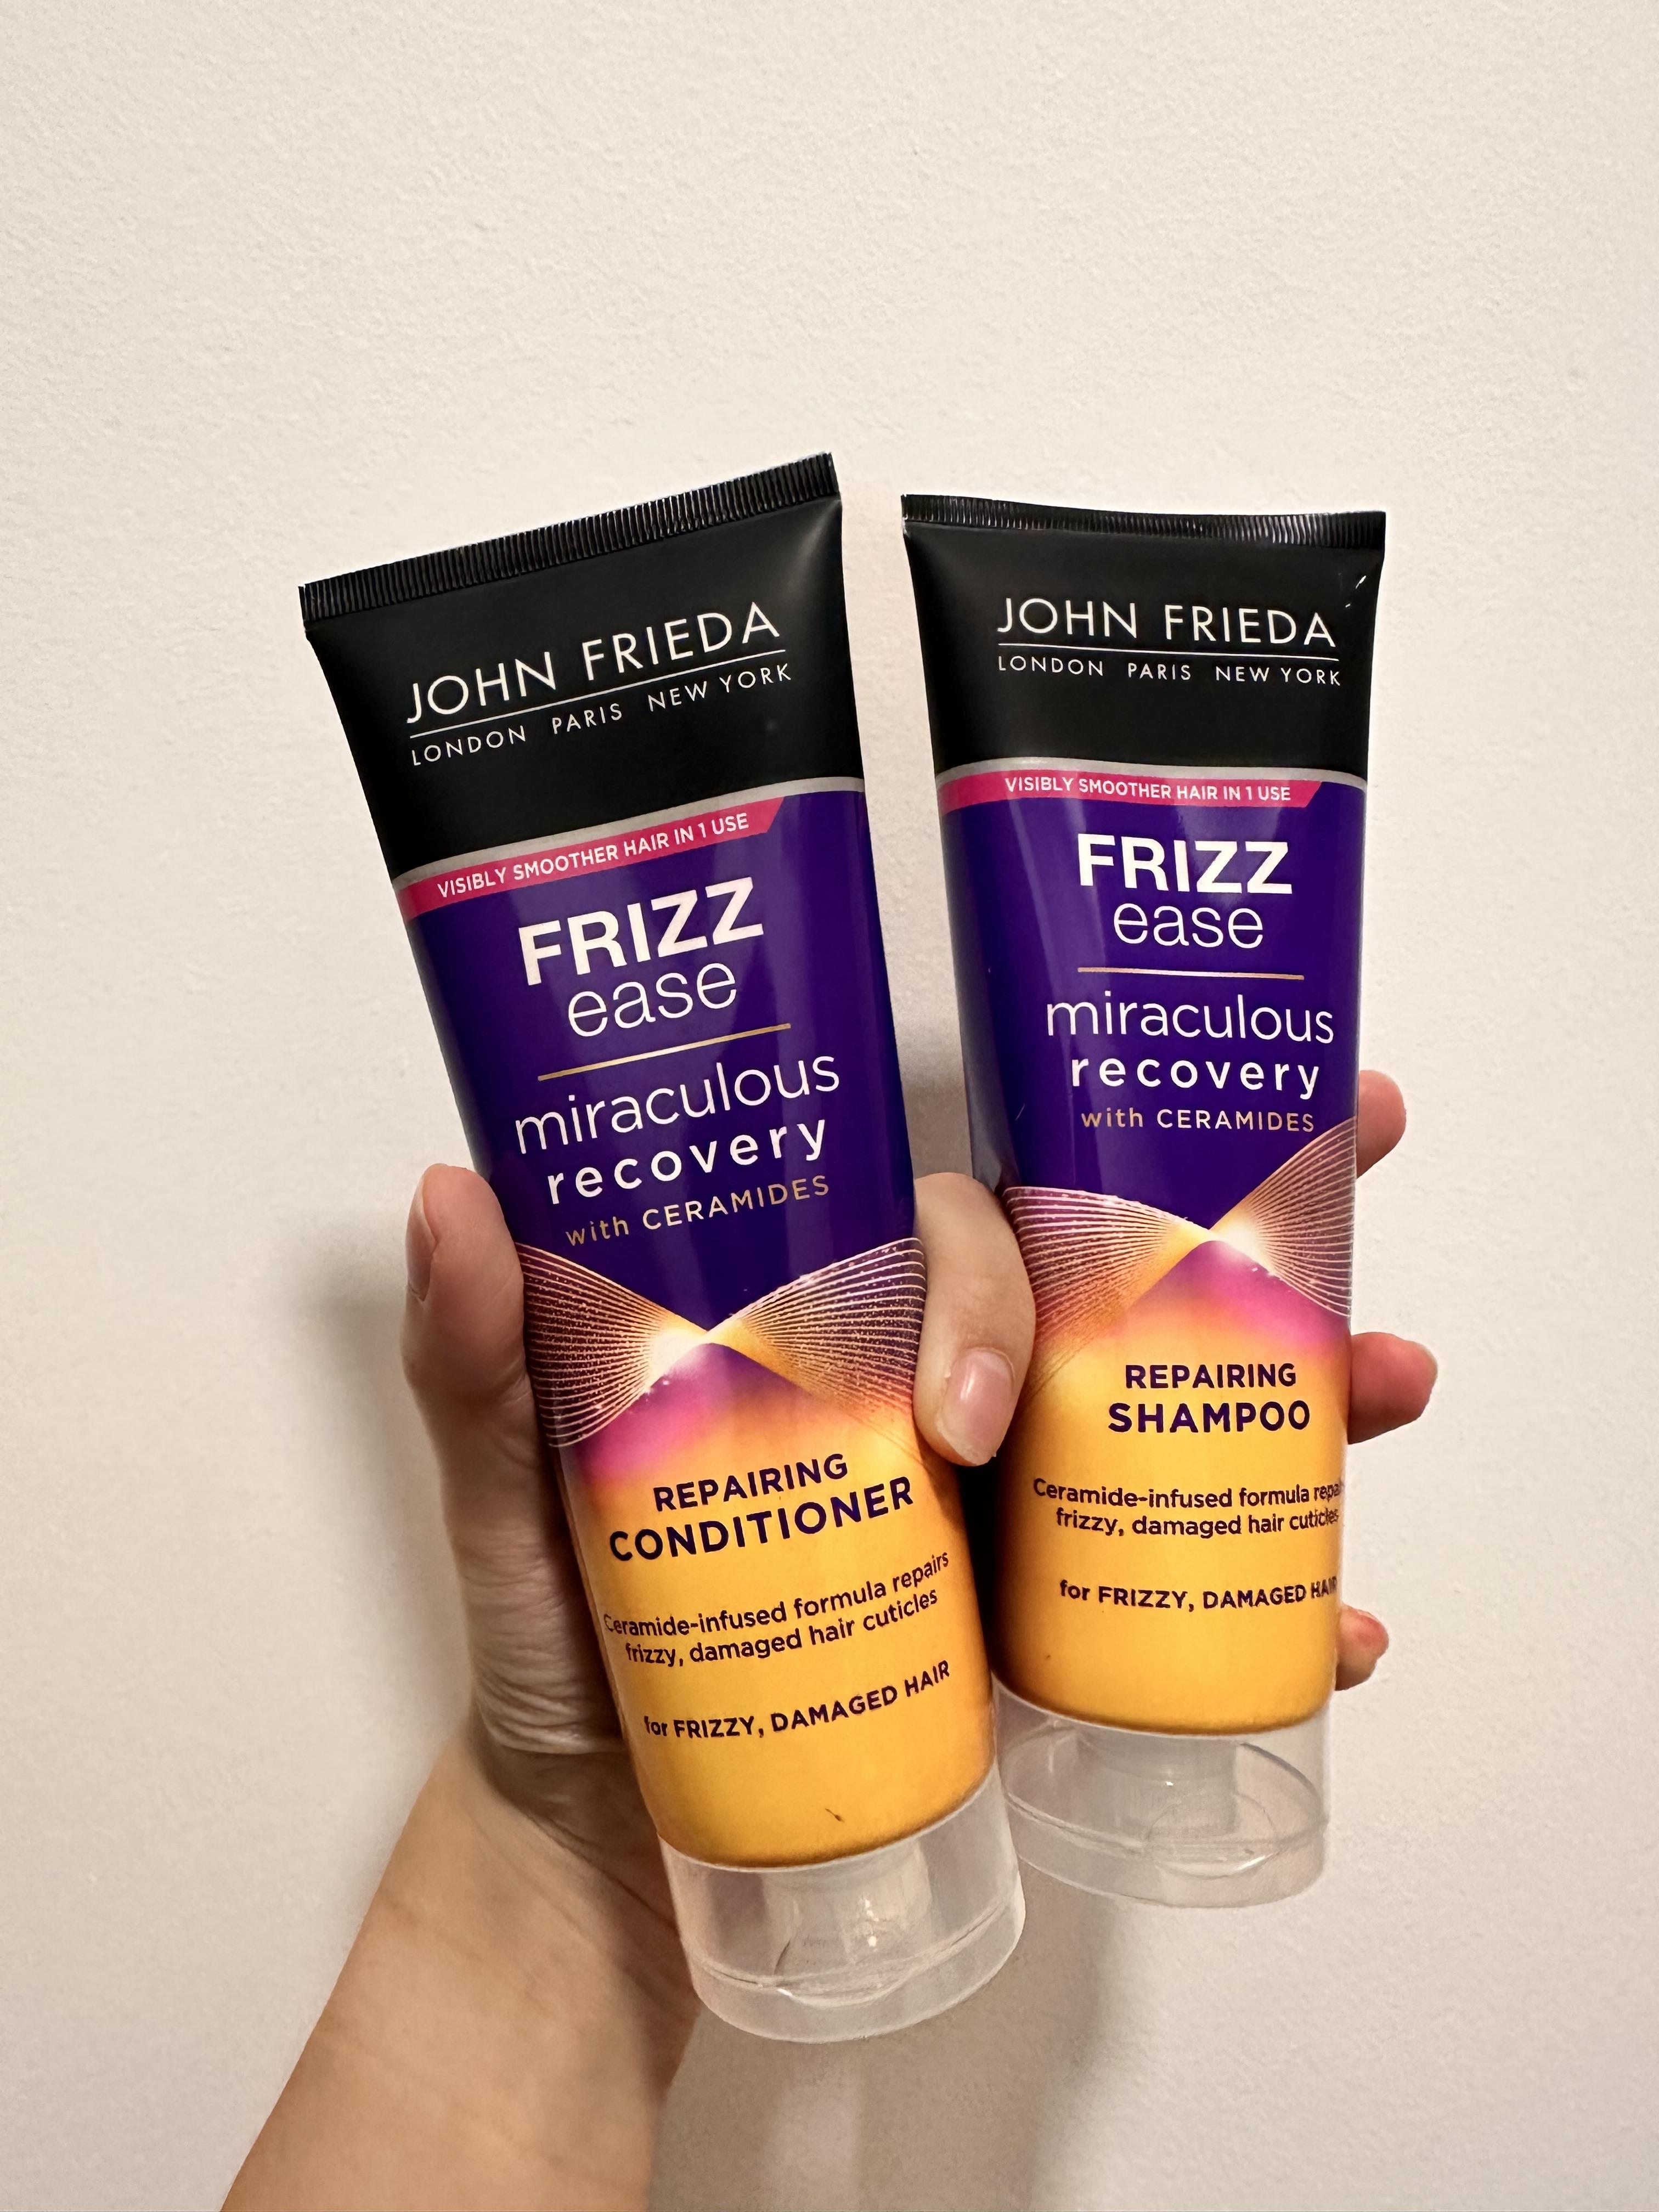 JOHN FRIEDA
LONDON PARIS NEW YORK
VISIBLY SMOOTHER HAIR IN 1 USE
FRIZZ
ease
miraculous
recovery
with CERAMIDES
REPAIRING
CONDITIONER
Ceramide-infused formula repairs
frizzy, damaged hair cuticles
for FRIZZY, DAMAGED HAIR
JOHN FRIEDA
LONDON PARIS NEW YORK
VISIBLY SMOOTHER HAIR IN 1 USE
FRIZZ
ease
miraculous
recovery
with CERAMIDES
REPAIRING
SHAMPOO
Ceramide-infused formula repairs
frizzy, damaged hair cuticles
for FRIZZY, DAMAGED HAIR